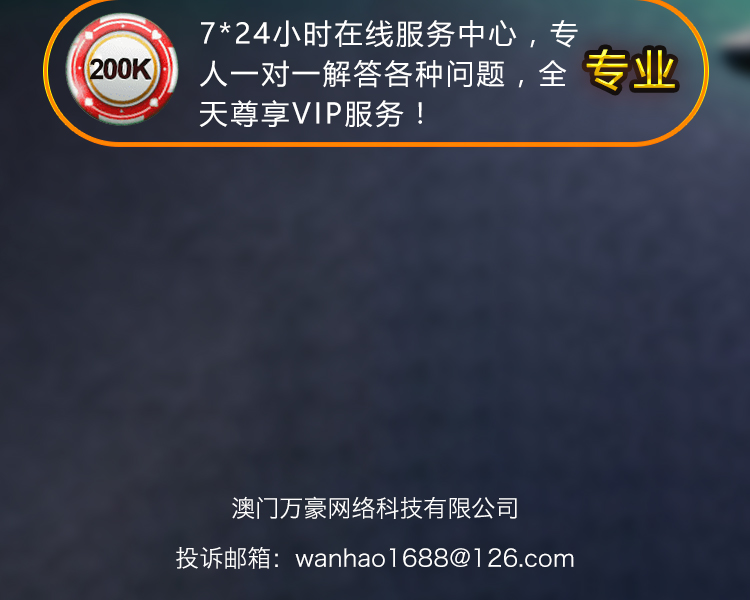 200K
7*24小时在线服务中心，专
人一对一解答各种问题，全
天尊享VIP服务！
专业
澳门万豪网络科技有限公司
投诉邮箱：wanhao1688@126.com